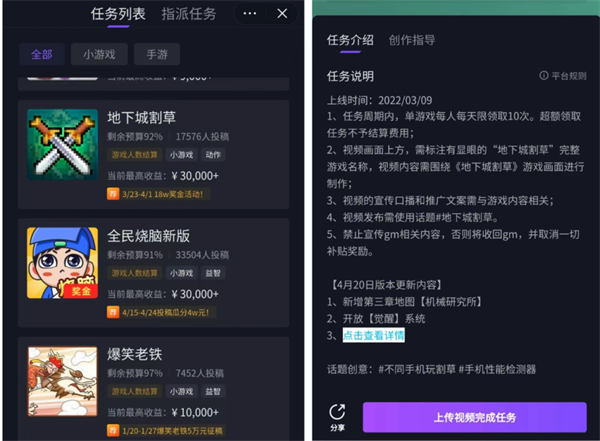 任务列表
指派任务
全部
小游戏
手游
当前最高收益：¥5,000+
地下城割草
剩余预算92%
17576人投稿
游戏人数结算
小游戏
动作
当前最高收益：¥30,000+
荐
3/23-4/1 18w奖金活动!
全民烧脑新版
剩余预算91%
33504人投稿
游戏人数结算
小游戏
益智
奖金
当前最高收益：¥30,000+
荐
4/15-4/24投稿瓜分4w元!
爆笑老铁
剩余预算97%
7452人投稿
游戏人数结算
小游戏
益智
当前最高收益：¥10,000+
荐
1/20-1/27爆笑老铁5万元征稿
任务介绍
创作指导
任务说明
平台规则
上线时间：2022/03/09
1、任务周期内，单游戏每人每天限领取10次。超额领取
任务不予结算费用；
2、视频画面上方，需标注有显眼的“地下城割草”完整
游戏名称，视频内容需围绕《地下城割草》游戏画面进行
制作；
3、视频的宣传口播和推广文案需与游戏内容相关；
4、视频发布需使用话题#地下城割草。
5、禁止宣传gm相关内容，否则将收回gm，并取消一切
补贴奖励。
【4月20日版本更新内容】
1、新增第三章地图【机械研究所】
2、开放【觉醒】系统
3、点击查看详情
话题创意：#不同手机玩割草 #手机性能检测器
分享
上传视频完成任务